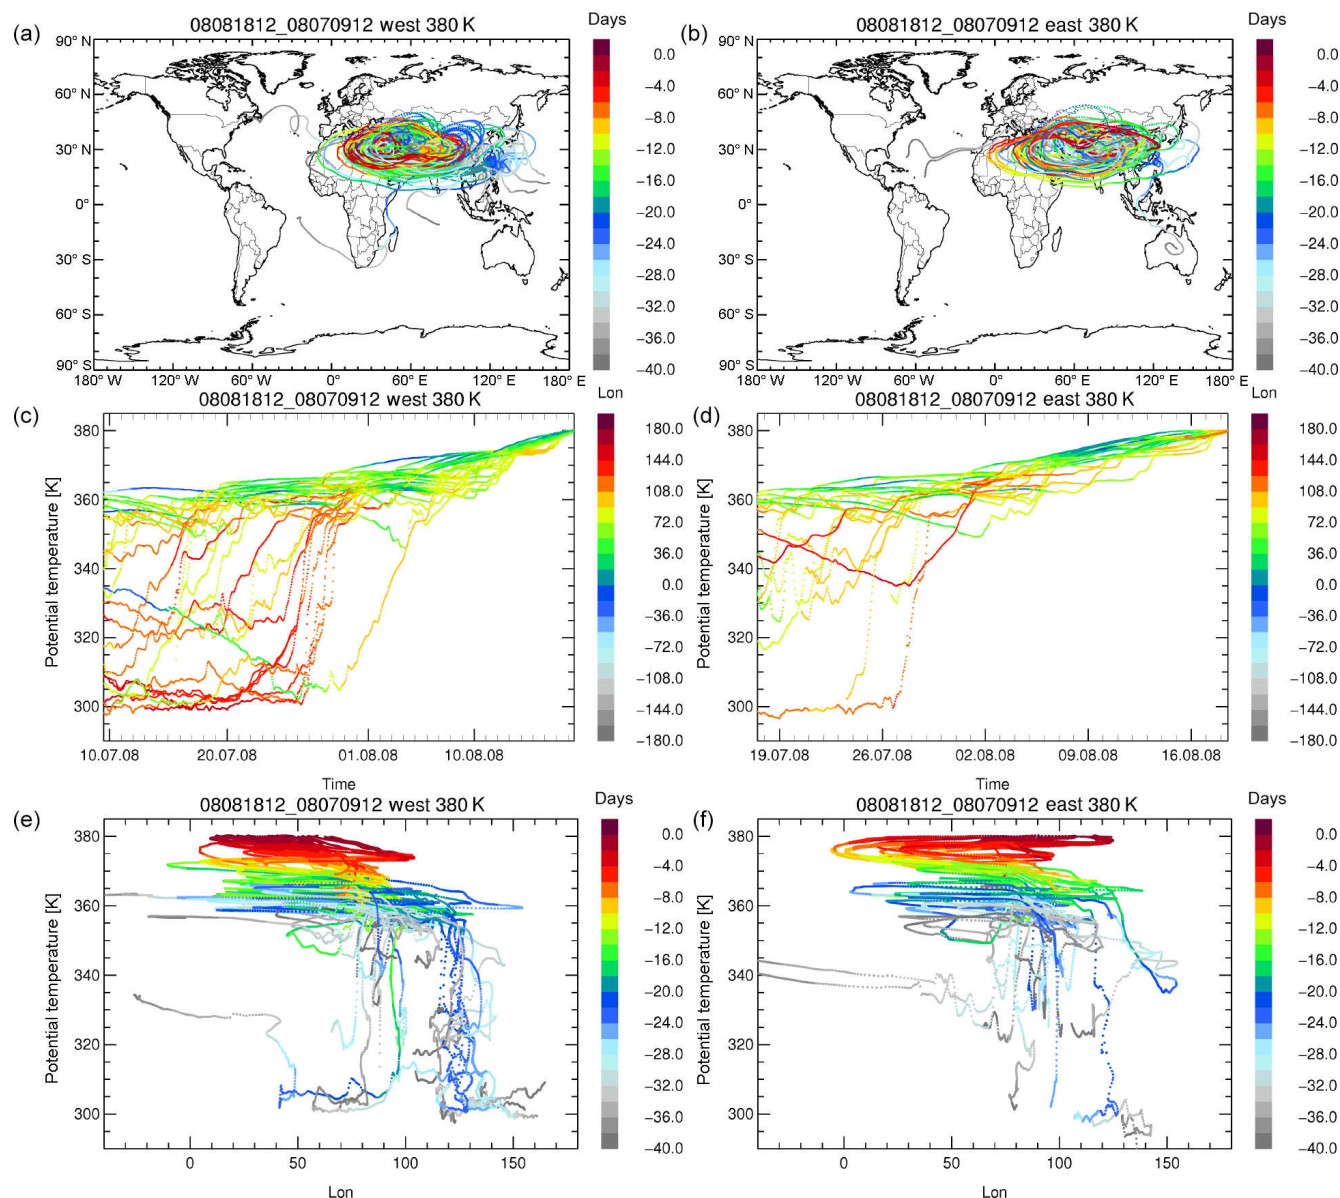 (a)
08081812_08070912 west 380 K
Days
90° N
60° N
30° N
0°
30° S
60° S
90° S
180° W
120° W
60° W
0°
60° E
120° E
180° E
0.0
−4.0
−8.0
−12.0
−16.0
−20.0
−24.0
−28.0
−32.0
−36.0
−40.0
(b)
08081812_08070912 east 380 K
Days
90° N
60° N
30° N
0°
30° S
60° S
90° S
180° W
120° W
60° W
0°
60° E
120° E
180° E
0.0
−4.0
−8.0
−12.0
−16.0
−20.0
−24.0
−28.0
−32.0
−36.0
−40.0
(c)
08081812_08070912 west 380 K
Lon
Potential temperature [K]
380
360
340
320
300
10.07.08
20.07.08
01.08.08
10.08.08
Time
180.0
144.0
108.0
72.0
36.0
0.0
−36.0
−72.0
−108.0
−144.0
−180.0
(d)
08081812_08070912 east 380 K
Lon
Potential temperature [K]
380
360
340
320
300
19.07.08
26.07.08
02.08.08
09.08.08
16.08.08
Time
180.0
144.0
108.0
72.0
36.0
0.0
−36.0
−72.0
−108.0
−144.0
−180.0
(e)
08081812_08070912 west 380 K
Days
Potential temperature [K]
380
360
340
320
300
0
50
100
150
Lon
0.0
−4.0
−8.0
−12.0
−16.0
−20.0
−24.0
−28.0
−32.0
−36.0
−40.0
(f)
08081812_08070912 east 380 K
Days
Potential temperature [K]
380
360
340
320
300
0
50
100
150
Lon
0.0
−4.0
−8.0
−12.0
−16.0
−20.0
−24.0
−28.0
−32.0
−36.0
−40.0